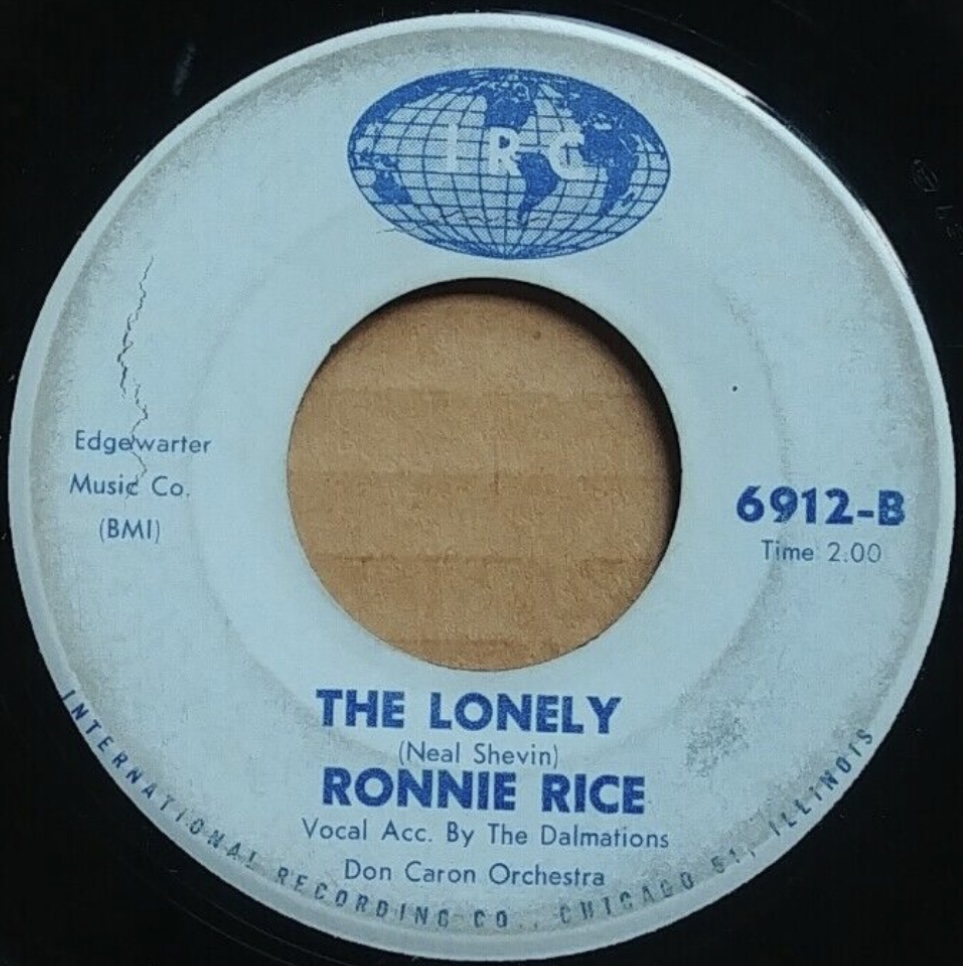 IRC
Edgewarter
Music Co.
(BMI)
6912-B
Time 2.00
THE LONELY
(Neal Shevin)
RONNIE RICE
Vocal Acc. By The Dalmations
Don Caron Orchestra
INTERNATIONAL RECORDING CO., CHICAGO 51, ILLINOIS